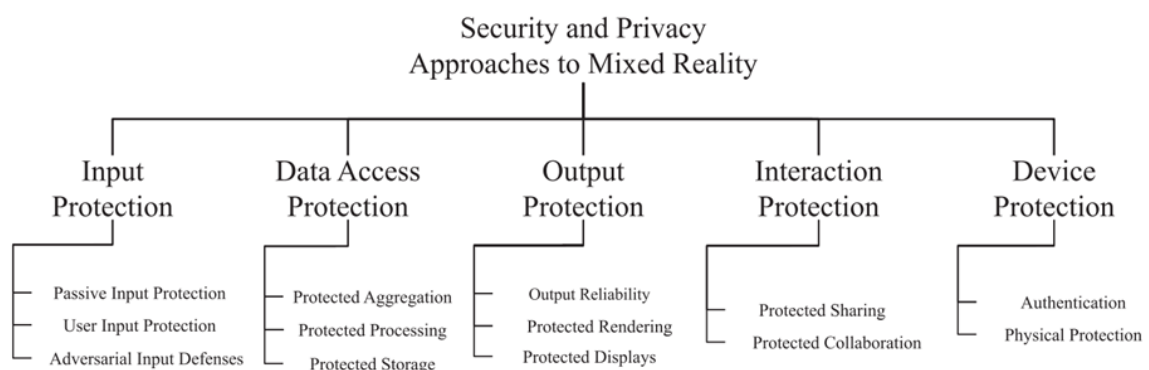 Security and Privacy
Approaches to Mixed Reality
Input
Protection
Passive Input Protection
User Input Protection
Adversarial Input Defenses
Data Access
Protection
Protected Aggregation
Protected Processing
Protected Storage
Output
Protection
Output Reliability
Protected Rendering
Protected Displays
Interaction
Protection
Protected Sharing
Protected Collaboration
Device
Protection
Authentication
Physical Protection